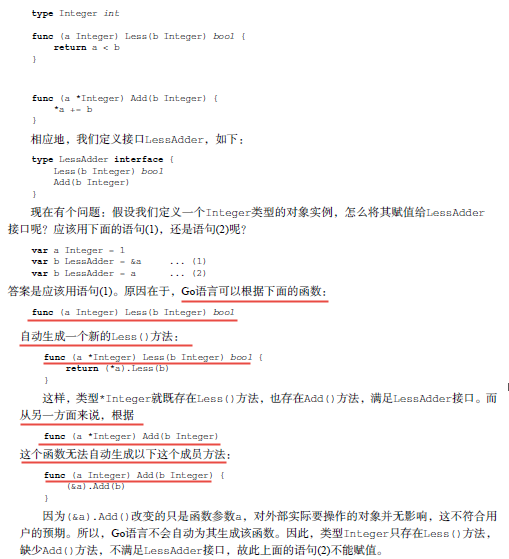 type Integer int
func (a Integer) Less(b Integer) bool {
return a < b
}
func (a *Integer) Add(b Integer) {
*a += b
}
相应地，我们定义接口LessAdder，如下：
type LessAdder interface {
Less(b Integer) bool
Add(b Integer)
}
现在有个问题：假设我们定义一个Integer类型的对象实例，怎么将其赋值给LessAdder
接口呢？应该用下面的语句(1)，还是语句(2)呢？
var a Integer = 1
var b LessAdder = &a ... (1)
var b LessAdder = a ... (2)
答案是应该用语句(1)。原因在于，Go语言可以根据下面的函数：
func (a Integer) Less(b Integer) bool
自动生成一个新的Less()方法：
func (a *Integer) Less(b Integer) bool {
return (*a).Less(b)
}
这样，类型*Integer就既存在Less()方法，也存在Add()方法，满足LessAdder接口。而
从另一方面来说，根据
func (a *Integer) Add(b Integer)
这个函数无法自动生成以下这个成员方法：
func (a Integer) Add(b Integer) {
(&a).Add(b)
}
因为(&a).Add()改变的只是函数参数a，对外部实际要操作的对象并无影响，这不符合用
户的预期。所以，Go语言不会自动为其生成该函数。因此，类型Integer只存在Less()方法，
缺少Add()方法，不满足LessAdder接口，故此上面的语句(2)不能赋值。